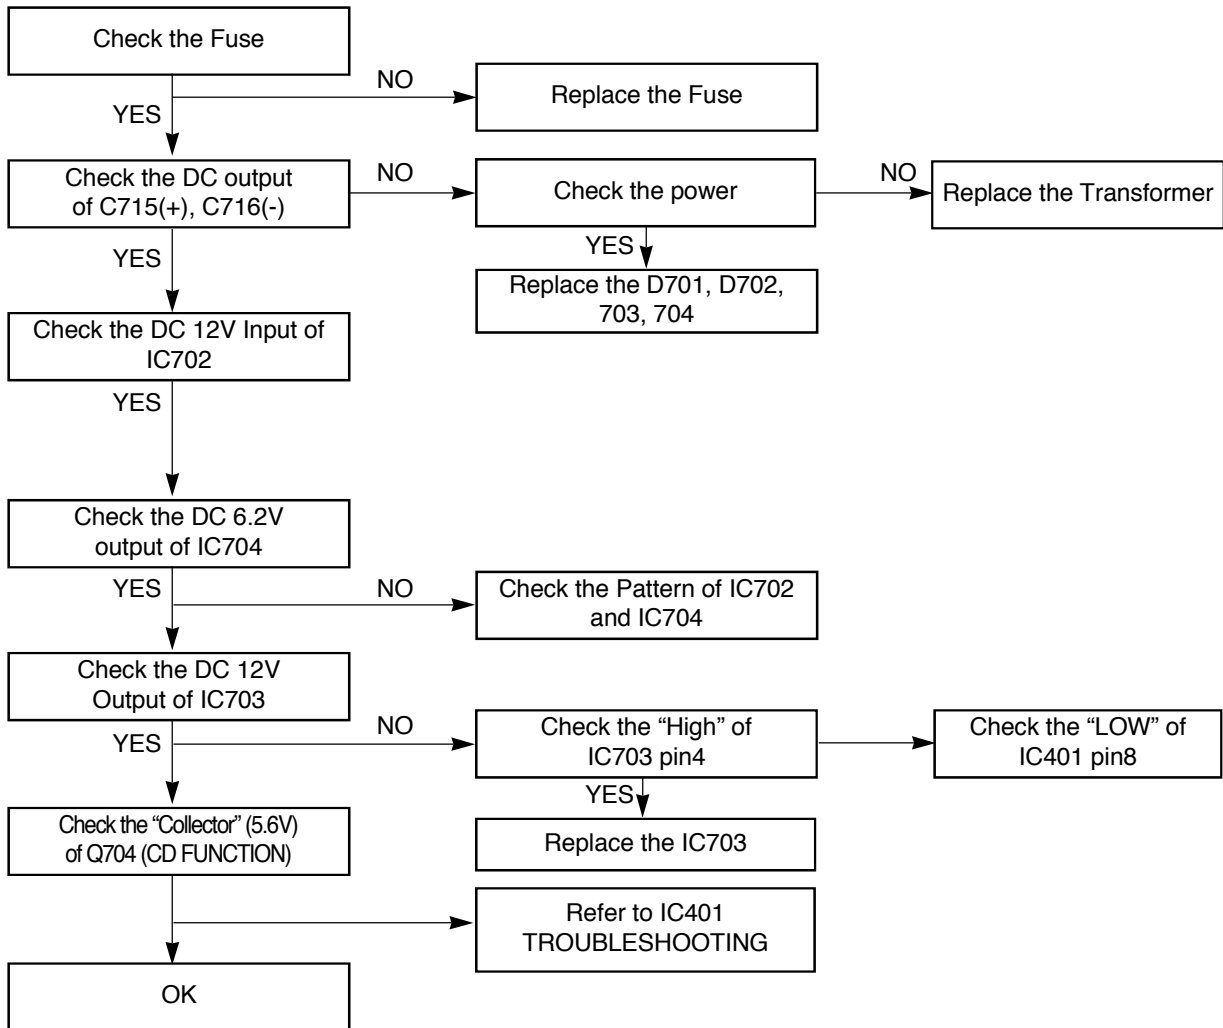 Check the Fuse
NO
Replace the Fuse
YES
Check the DC output
of C715(+), C716(-)
NO
Check the power
NO
Replace the Transformer
YES
YES
Replace the D701, D702,
703, 704
Check the DC 12V Input of
IC702
YES
Check the DC 6.2V
output of IC704
YES
NO
Check the Pattern of IC702
and IC704
Check the DC 12V
Output of IC703
YES
NO
Check the “High” of
IC703 pin4
Check the “LOW” of
IC401 pin8
YES
Replace the IC703
Check the “Collector” (5.6V)
of Q704 (CD FUNCTION)
Refer to IC401
TROUBLESHOOTING
OK